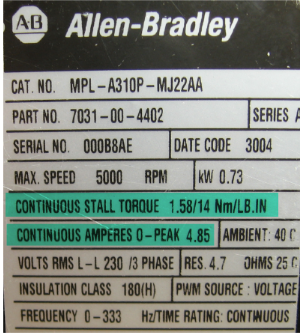 AB Allen-Bradley
CAT. NO. MPL-A310P-MJ22AA
PART NO. 7031-00-4402 SERIES A
SERIAL NO. 000B8AE DATE CODE 3004
MAX. SPEED 5000 RPM kW 0.73
CONTINUOUS STALL TORQUE 1.58/14 Nm/LB.IN
CONTINUOUS AMPERES 0-PEAK 4.85 AMBIENT: 40 C
VOLTS RMS L-L 230 /3 PHASE RES. 4.7 OHMS 25 C
INSULATION CLASS 180(H) PWM SOURCE: VOLTAGE
FREQUENCY 0-333 Hz/TIME RATING: CONTINUOUS